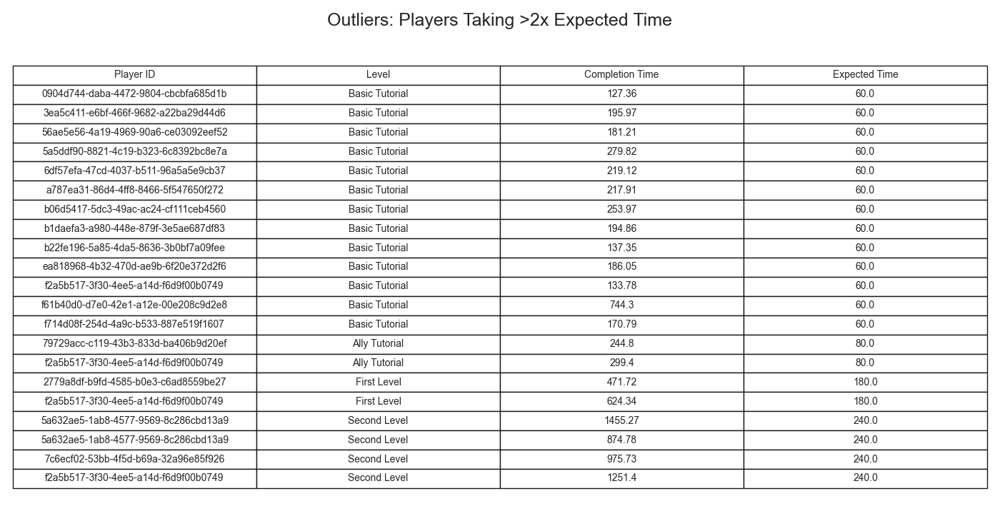 Outliers: Players Taking >2x Expected Time
Player ID Level Completion Time Expected Time
0904d744-daba-4472-9804-cbcbfa685d1b Basic Tutorial 127.36 60.0
3ea5c411-e6bf-466f-9682-a22ba29d44d6 Basic Tutorial 195.97 60.0
56ae5e56-4a19-4969-90a6-ce03092eef52 Basic Tutorial 181.21 60.0
5a5ddf90-8821-4c19-b323-6c8392bc8e7a Basic Tutorial 279.82 60.0
6df57efa-47cd-4037-b511-96a5a5e9cb37 Basic Tutorial 219.12 60.0
a787ea31-86d4-4ff8-8466-5f547650f272 Basic Tutorial 217.91 60.0
b06d5417-5dc3-49ac-ac24-cf111ceb4560 Basic Tutorial 253.97 60.0
b1daefa3-a980-448e-879f-3e5ae687df83 Basic Tutorial 194.86 60.0
b22fe196-5a85-4da5-8636-3b0bf7a09fee Basic Tutorial 137.35 60.0
ea818968-4b32-470d-ae9b-6f20e372d2f6 Basic Tutorial 186.05 60.0
f2a5b517-3f30-4ee5-a14d-f6d9f00b0749 Basic Tutorial 133.78 60.0
f61b40d0-d7e0-42e1-a12e-00e208c9d2e8 Basic Tutorial 744.3 60.0
f714d08f-254d-4a9c-b533-887e519f1607 Basic Tutorial 170.79 60.0
79729acc-c119-43b3-833d-ba406b9d20ef Ally Tutorial 244.8 80.0
f2a5b517-3f30-4ee5-a14d-f6d9f00b0749 Ally Tutorial 299.4 80.0
2779a8df-b9fd-4585-b0e3-c6ad8559be27 First Level 471.72 180.0
f2a5b517-3f30-4ee5-a14d-f6d9f00b0749 First Level 624.34 180.0
5a632ae5-1ab8-4577-9569-8c286cbd13a9 Second Level 1455.27 240.0
5a632ae5-1ab8-4577-9569-8c286cbd13a9 Second Level 874.78 240.0
7c6ecf02-53bb-4f5d-b69a-32a96e85f926 Second Level 975.73 240.0
f2a5b517-3f30-4ee5-a14d-f6d9f00b0749 Second Level 1251.4 240.0